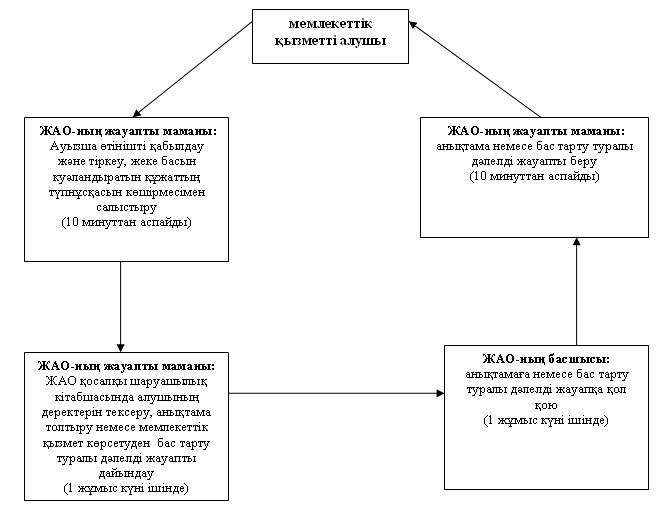 мемлекеттік
қызметті алушы
ЖАО-ның жауапты маманы:
Ауызша өтінішті қабылдау
және тіркеу, жеке басын
куәландыратын құжаттың
түпнұсқасын көшірмесімен
салыстыру
(10 минуттан аспайды)
ЖАО-ның жауапты маманы:
анықтама немесе бас тарту туралы
дәлелді жауапты беру
(10 минуттан аспайды)
ЖАО-ның жауапты маманы:
ЖАО қосалқы шаруашылық
кітабшасында алушының
деректерін тексеру, анықтама
толтыру немесе мемлекеттік
қызмет көрсетуден бас тарту
туралы дәлелді жауапты
дайындау
(1 жұмыс күні ішінде)
ЖАО-ның басшысы:
анықтамаға немесе бас тарту
туралы дәлелді жауапқа қол
қою
(1 жұмыс күні ішінде)